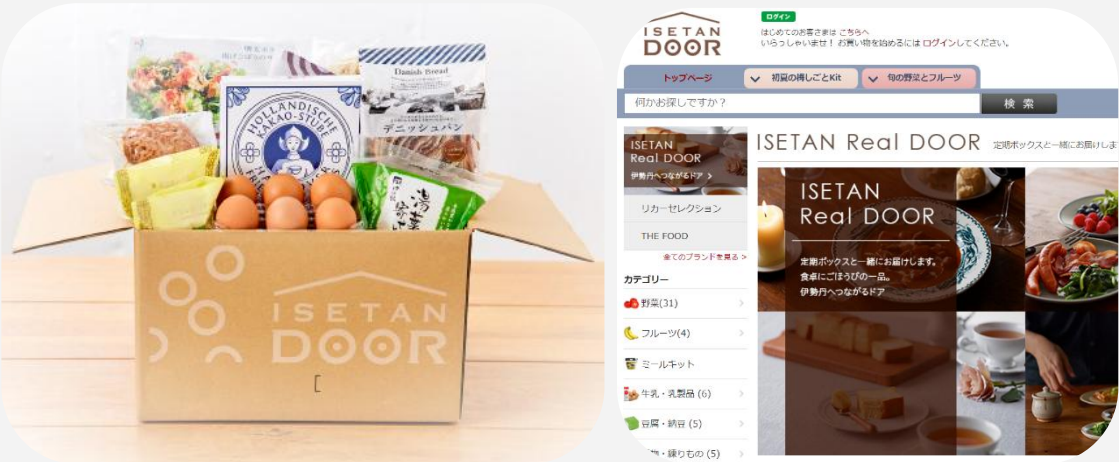 HOLLANDISCHE
KAKAO-STUBE
Danish Bread
デニッシュパン
ISETAN
DOOR
ISETAN
DOOR
ログイン
はじめてのお客さまは こちらへ
いらっしゃいませ！ お買い物を始めるには ログインしてください。
トップページ
初夏の梅しごとKit
旬の野菜とフルーツ
何かお探しですか？
検 索
ISETAN
Real DOOR
伊勢丹へつながるドア
リカーセレクション
THE FOOD
全てのブランドを見る >
カテゴリー
野菜(31)
フルーツ(4)
ミールキット
牛乳・乳製品 (6)
豆腐・納豆 (5)
物・練りもの (5)
ISETAN Real DOOR
定期ボックスと一緒にお届けしま
ISETAN
Real DOOR
定期ボックスと一緒にお届けします。
食卓にごほうびの一品。
伊勢丹へつながるドア